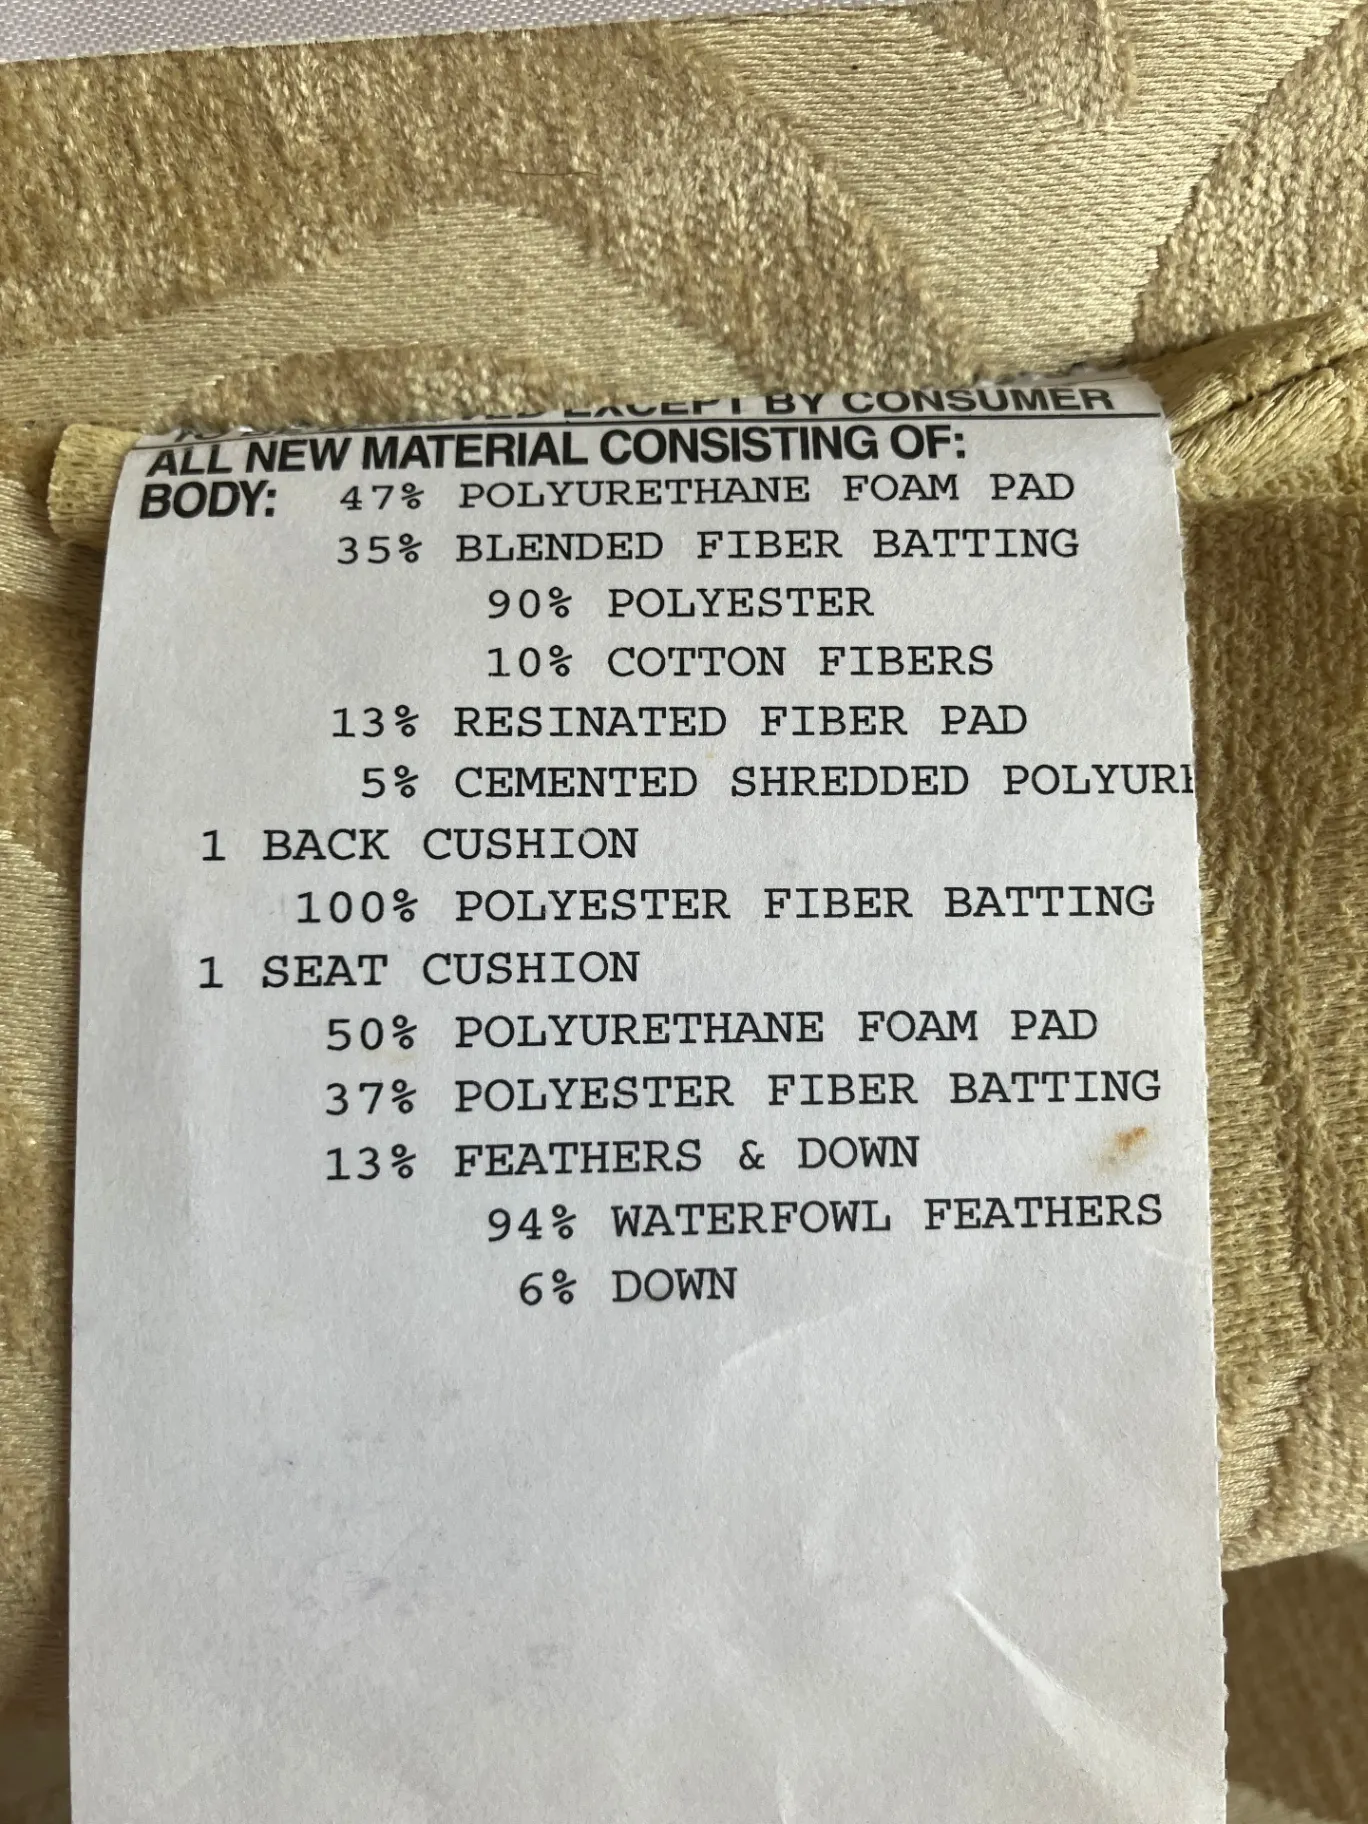 EXCEPT BY CONSUMER
ALL NEW MATERIAL CONSISTING OF:
BODY: 47% POLYURETHANE FOAM PAD
35% BLENDED FIBER BATTING
90% POLYESTER
10% COTTON FIBERS
13% RESINATED FIBER PAD
5% CEMENTED SHREDDED POLYUR
1 BACK CUSHION
100% POLYESTER FIBER BATTING
1 SEAT CUSHION
50% POLYURETHANE FOAM PAD
37% POLYESTER FIBER BATTING
13% FEATHERS & DOWN
94% WATERFOWL FEATHERS
6% DOWN